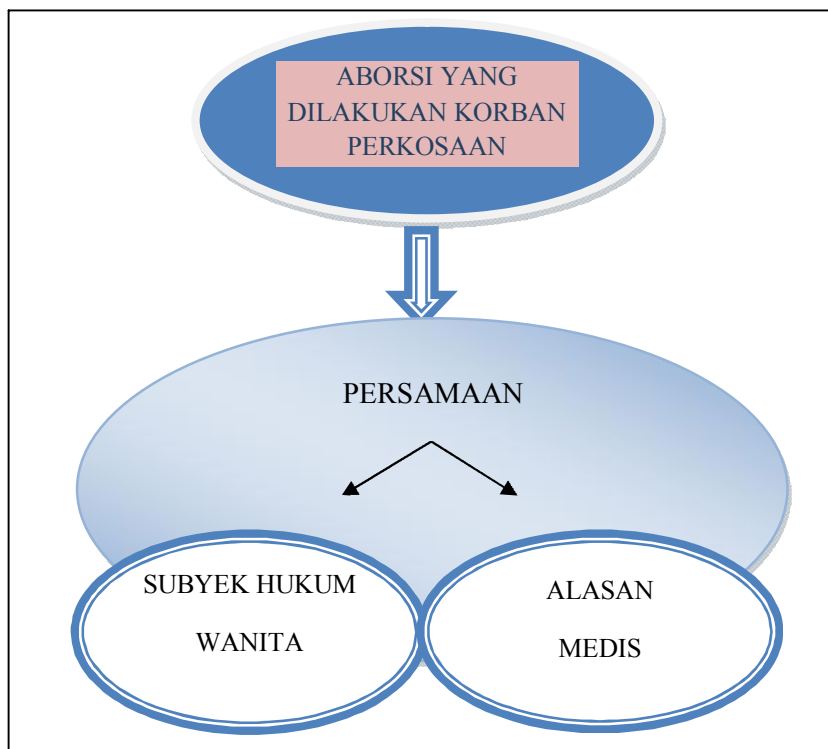 ABORSI YANG
DILAKUKAN KORBAN
PERKOSAAN
PERSAMAAN
SUBYEK HUKUM
WANITA
ALASAN
MEDIS